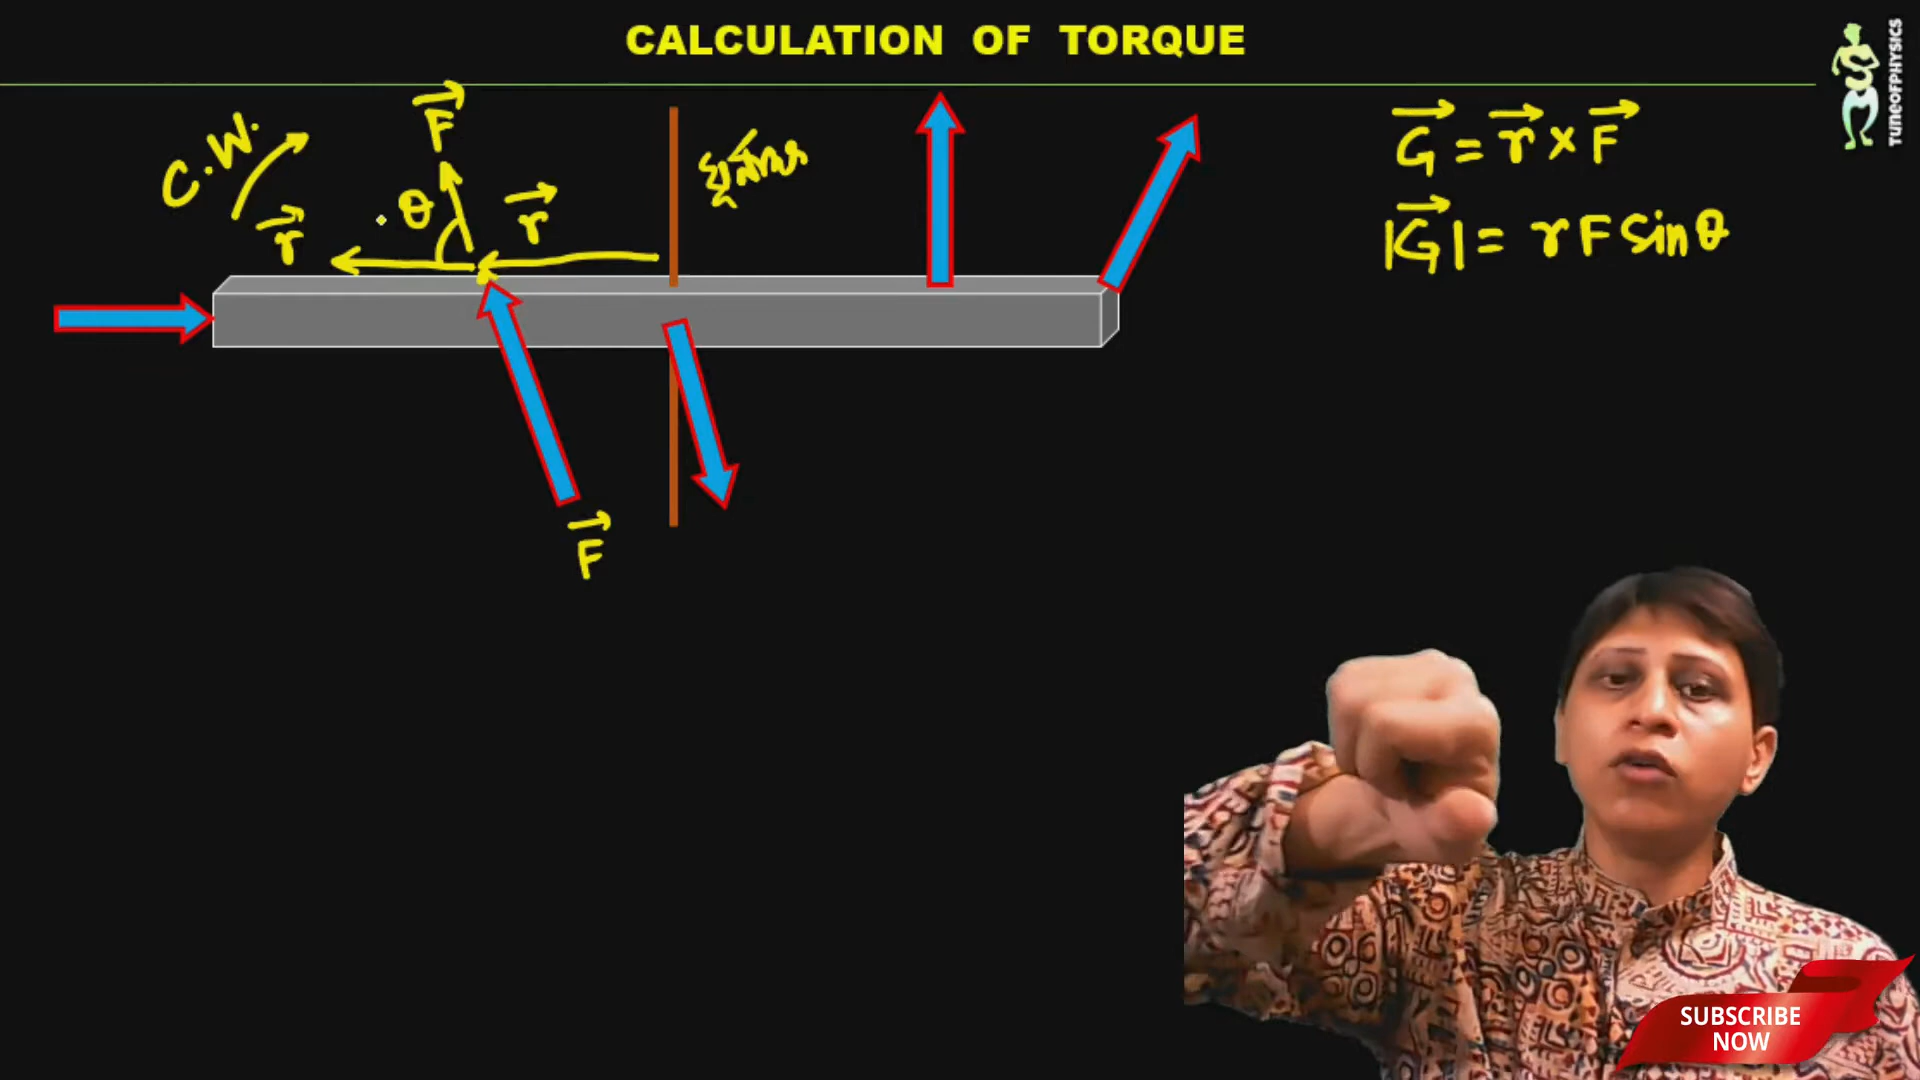 CALCULATION OF TORQUE
TUNEOFPHYSICS
C.W.
F
θ
r
r
G = r × F
|G| = rF Sinθ
F
SUBSCRIBE
NOW